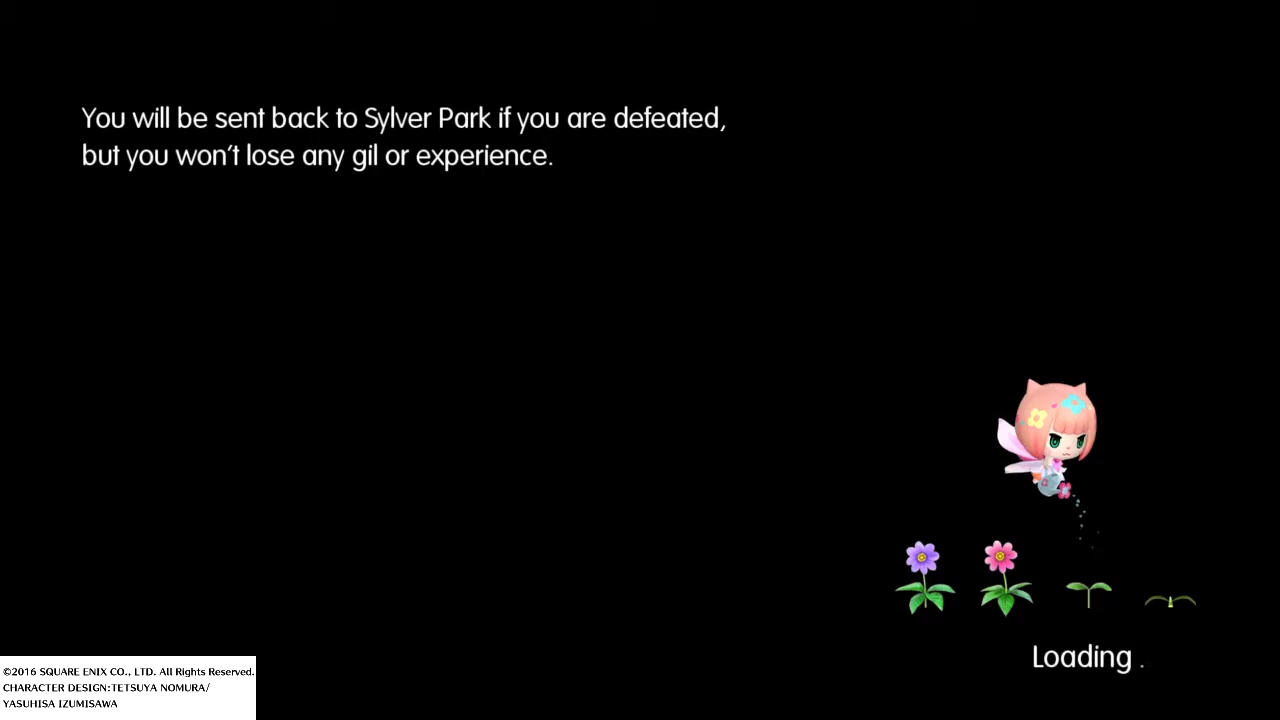 You will be sent back to Sylver Park if you are defeated,
but you won't lose any gil or experience.
Loading .
©2016 SQUARE ENIX CO., LTD. All Rights Reserved.
CHARACTER DESIGN:TETSUYA NOMURA/
YASUHISA IZUMISAWA